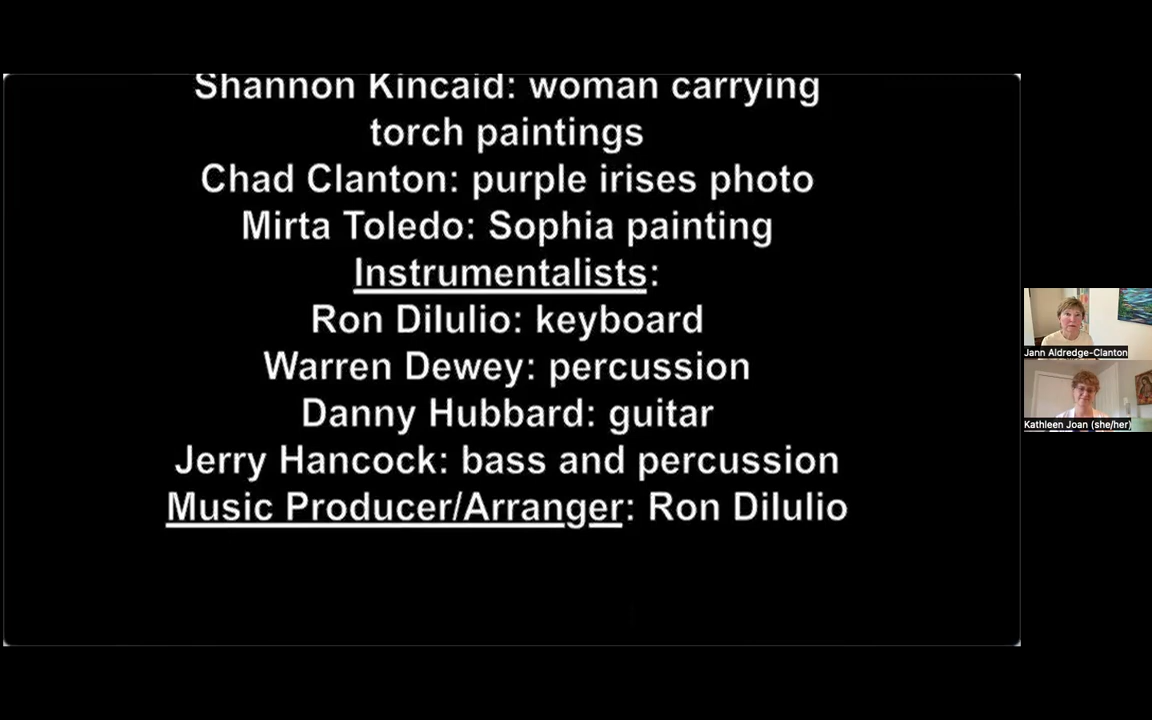 Shannon Kincaid: woman carrying
torch paintings
Chad Clanton: purple irises photo
Mirta Toledo: Sophia painting
Instrumentalists:
Ron DiIulio: keyboard
Warren Dewey: percussion
Danny Hubbard: guitar
Jerry Hancock: bass and percussion
Music Producer/Arranger: Ron DiIulio
Jann Aldredge-Clanton
Kathleen Joan (she/her)